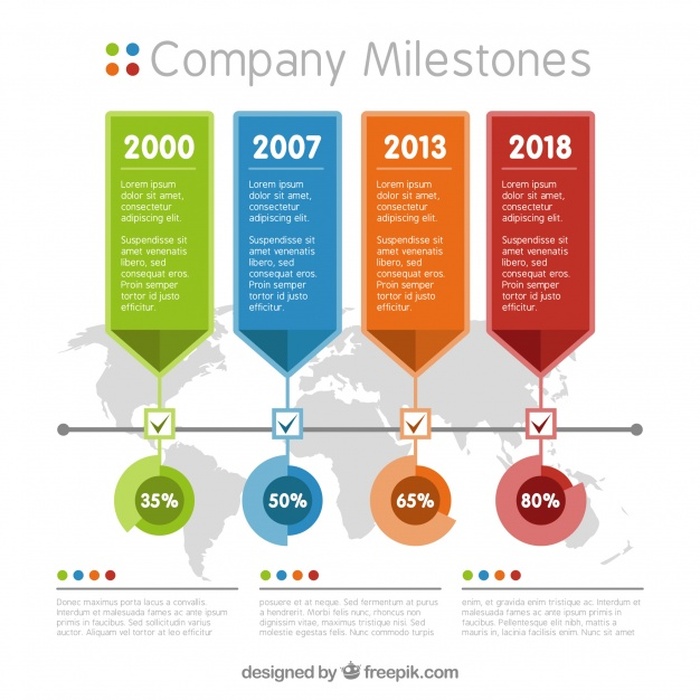 Company Milestones
2000
Lorem ipsum
dolor sit amet,
consectetur
adipiscing elit.
Suspendisse sit
amet venenatis
libero, sed
consequat eros.
Proin semper
tortor id justo
efficitur.
2007
Lorem ipsum
dolor sit amet,
consectetur
adipiscing elit.
Suspendisse sit
amet venenatis
libero, sed
consequat eros.
Proin semper
tortor id justo
efficitur.
2013
Lorem ipsum
dolor sit amet,
consectetur
adipiscing elit.
Suspendisse sit
amet venenatis
libero, sed
consequat eros.
Proin semper
tortor id justo
efficitur.
2018
Lorem ipsum
dolor sit amet,
consectetur
adipiscing elit.
Suspendisse sit
amet venenatis
libero, sed
consequat eros.
Proin semper
tortor id justo
efficitur.
35%
50%
65%
80%
Donec maximus porta lacus a convallis.
Interdum et malesuada fames ac ante ipsum
primis in faucibus. Vestibulum sed varius
auctor. Aliquam vel tortor ut ante efficitur
posuere et at neque. Sed fermentum at purus
a hendrerit. Morbi felis nunc, rhoncus et
dignissim vitae, malesuada sed est. Sed
molestie egestas felis. Nunc commodo turpis
enim, et gravida enim tristique ac. Interdum et
malesuada fames ac ante ipsum primis in
faucibus. Pellentesque elit nibh, mattis a
mauris in, lacinia facilisis enim. Nunc sit amet
designed by freepik.com